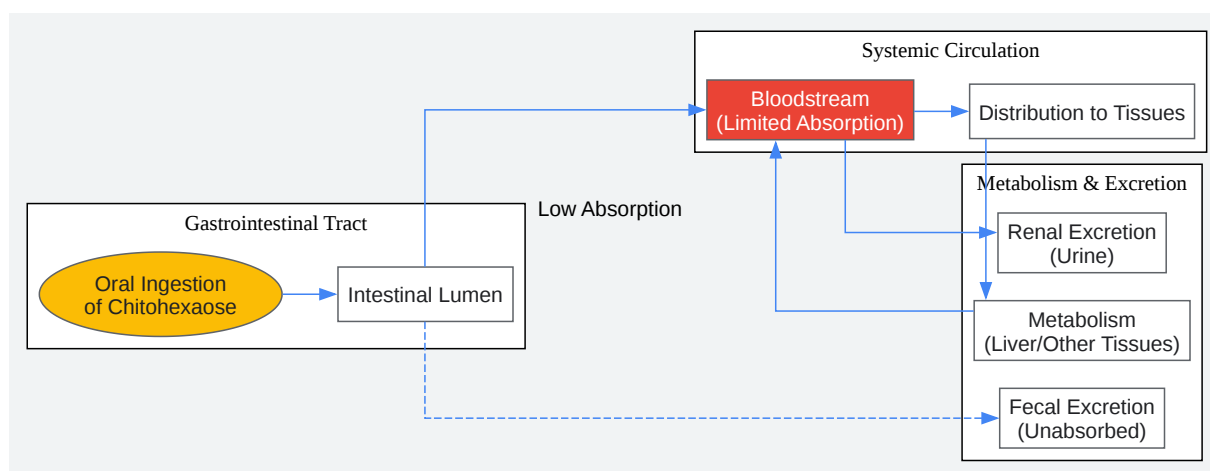 Systemic Circulation
Bloodstream
(Limited Absorption)
Distribution to Tissues
Metabolism & Excretion
Low Absorption
Gastrointestinal Tract
Renal Excretion
(Urine)
Oral Ingestion
of Chitohexaose
Intestinal Lumen
Metabolism
(Liver/Other Tissues)
Fecal Excretion
(Unabsorbed)